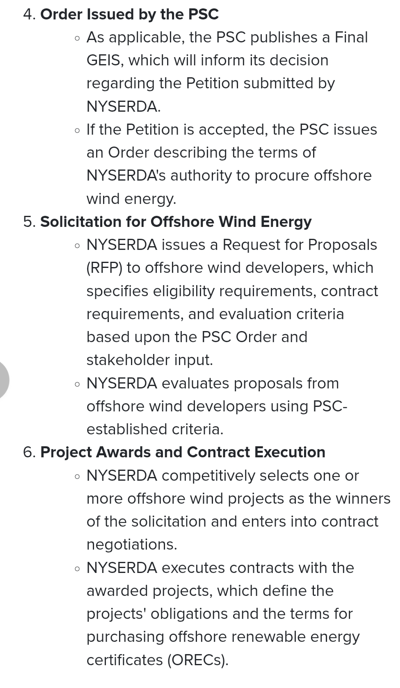 4. Order Issued by the PSC
◦ As applicable, the PSC publishes a Final
GEIS, which will inform its decision
regarding the Petition submitted by
NYSERDA.
◦ If the Petition is accepted, the PSC issues
an Order describing the terms of
NYSERDA's authority to procure offshore
wind energy.
5. Solicitation for Offshore Wind Energy
◦ NYSERDA issues a Request for Proposals
(RFP) to offshore wind developers, which
specifies eligibility requirements, contract
requirements, and evaluation criteria
based upon the PSC Order and
stakeholder input.
◦ NYSERDA evaluates proposals from
offshore wind developers using PSC-
established criteria.
6. Project Awards and Contract Execution
◦ NYSERDA competitively selects one or
more offshore wind projects as the winners
of the solicitation and enters into contract
negotiations.
◦ NYSERDA executes contracts with the
awarded projects, which define the
projects' obligations and the terms for
purchasing offshore renewable energy
certificates (ORECs).